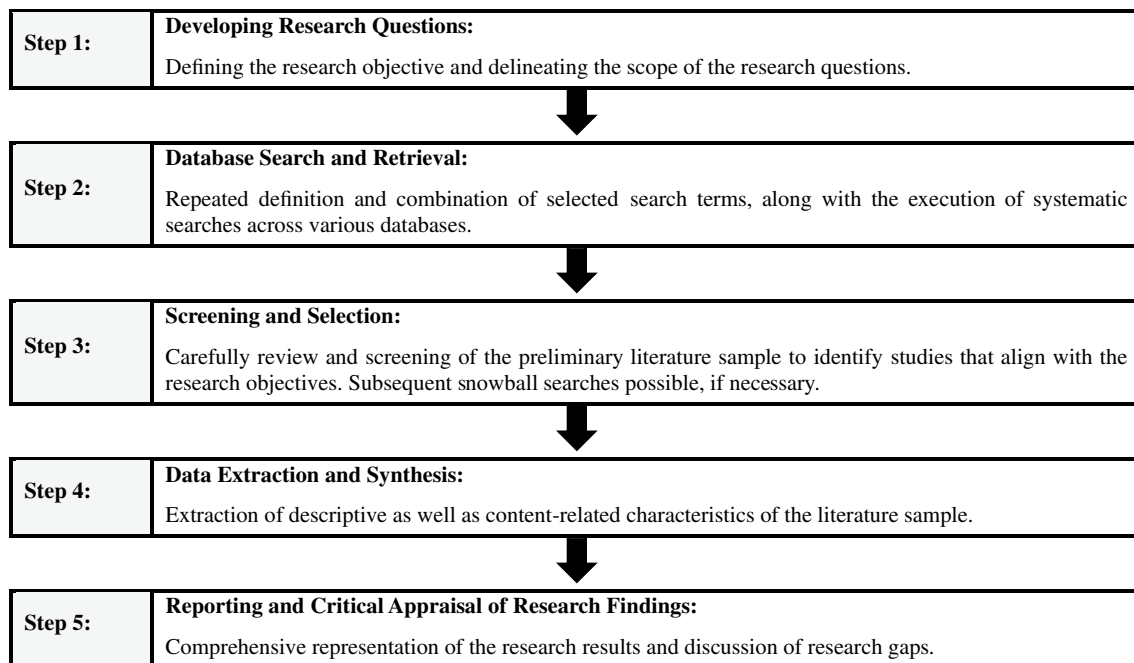 Step 1:
Developing Research Questions:
Defining the research objective and delineating the scope of the research questions.
Step 2:
Database Search and Retrieval:
Repeated definition and combination of selected search terms, along with the execution of systematic
searches across various databases.
Step 3:
Screening and Selection:
Carefully review and screening of the preliminary literature sample to identify studies that align with the
research objectives. Subsequent snowball searches possible, if necessary.
Step 4:
Data Extraction and Synthesis:
Extraction of descriptive as well as content-related characteristics of the literature sample.
Step 5:
Reporting and Critical Appraisal of Research Findings:
Comprehensive representation of the research results and discussion of research gaps.